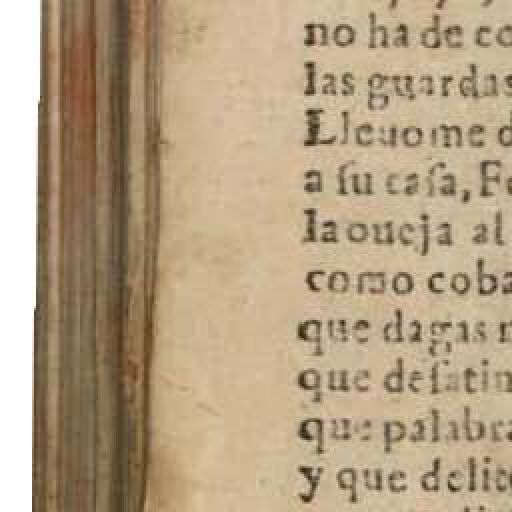 no ha de co
las guardas
Lleuome d
a ſu caſa, Fe
la oueja al
como coba
que dagas
que deſatin
que palabra
y que delit